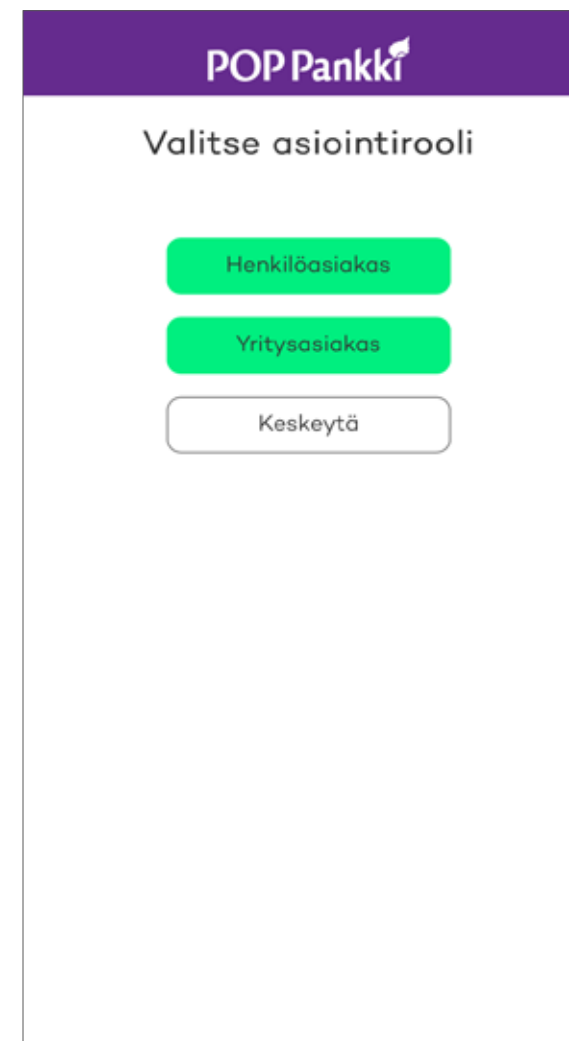 POP Pankki
Valitse asiointirooli
Henkilöasiakas
Yritysasiakas
Keskeytä